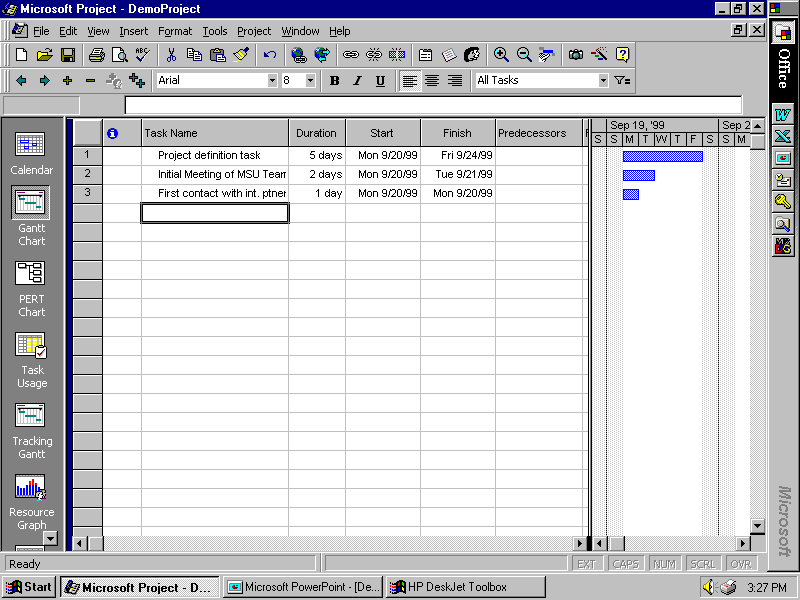 Microsoft Project - DemoProject
File Edit View Insert Format Tools Project Window Help
Arial 8 B I U All Tasks
Office
Task Name Duration Start Finish Predecessors
Sep 19, '99 Sep 2
S S M T W T F S S M
1 Project definition task 5 days Mon 9/20/99 Fri 9/24/99
2 Initial Meeting of MSU Team 2 days Mon 9/20/99 Tue 9/21/99
3 First contact with int. ptner 1 day Mon 9/20/99 Mon 9/20/99
Calendar
Gantt
Chart
PERT
Chart
Task
Usage
Tracking
Gantt
Resource
Graph
Microsoft
Ready EXT CAPS NUM SCRL OVR
Start Microsoft Project - D... Microsoft PowerPoint - [De... HP DeskJet Toolbox 3:27 PM